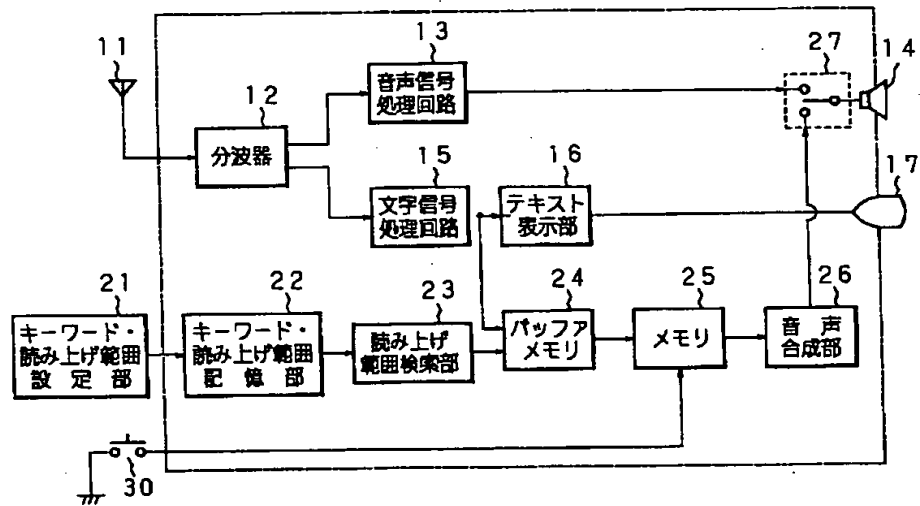 11
12
分波器
13
音声信号
処理回路
27
14
15
文字信号
処理回路
16
テキスト
表示部
17
21
キーワード・
読み上げ範囲
設定部
22
キーワード・
読み上げ範囲
記憶部
23
読み上げ
範囲検索部
24
バッファ
メモリ
25
メモリ
26
音声
合成部
30